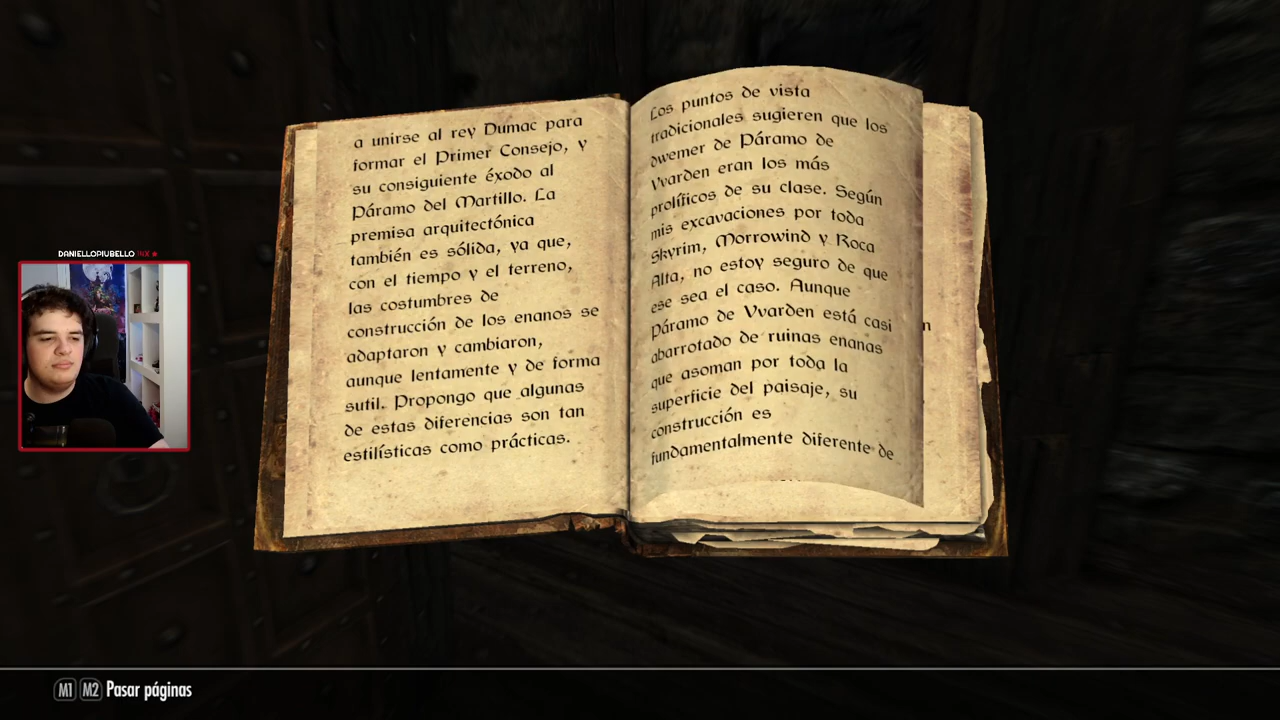 DANIELLOPIUBELLO
a unirse al rey Dumac para
formar el Primer Consejo, y
su consiguiente éxodo al
Páramo del Martillo. La
premisa arquitectónica
también es sólida, ya que,
con el tiempo y el terreno,
las costumbres de
construcción de los enanos se
adaptaron y cambiaron,
aunque lentamente y de forma
sutil. Propongo que algunas
de estas diferencias son tan
estilísticas como prácticas.
Los puntos de vista
tradicionales sugieren que los
dwemer de Páramo de
Vvarden eran los más
prolíficos de su clase. Según
mis excavaciones por toda
Skyrim, Morrowind y Roca
Alta, no estoy seguro de que
ese sea el caso. Aunque
Páramo de Vvarden está casi
abarrotado de ruinas enanas
que asoman por toda la
superficie del paisaje, su
construcción es
fundamentalmente diferente de
n
M1 M2 Pasar páginas